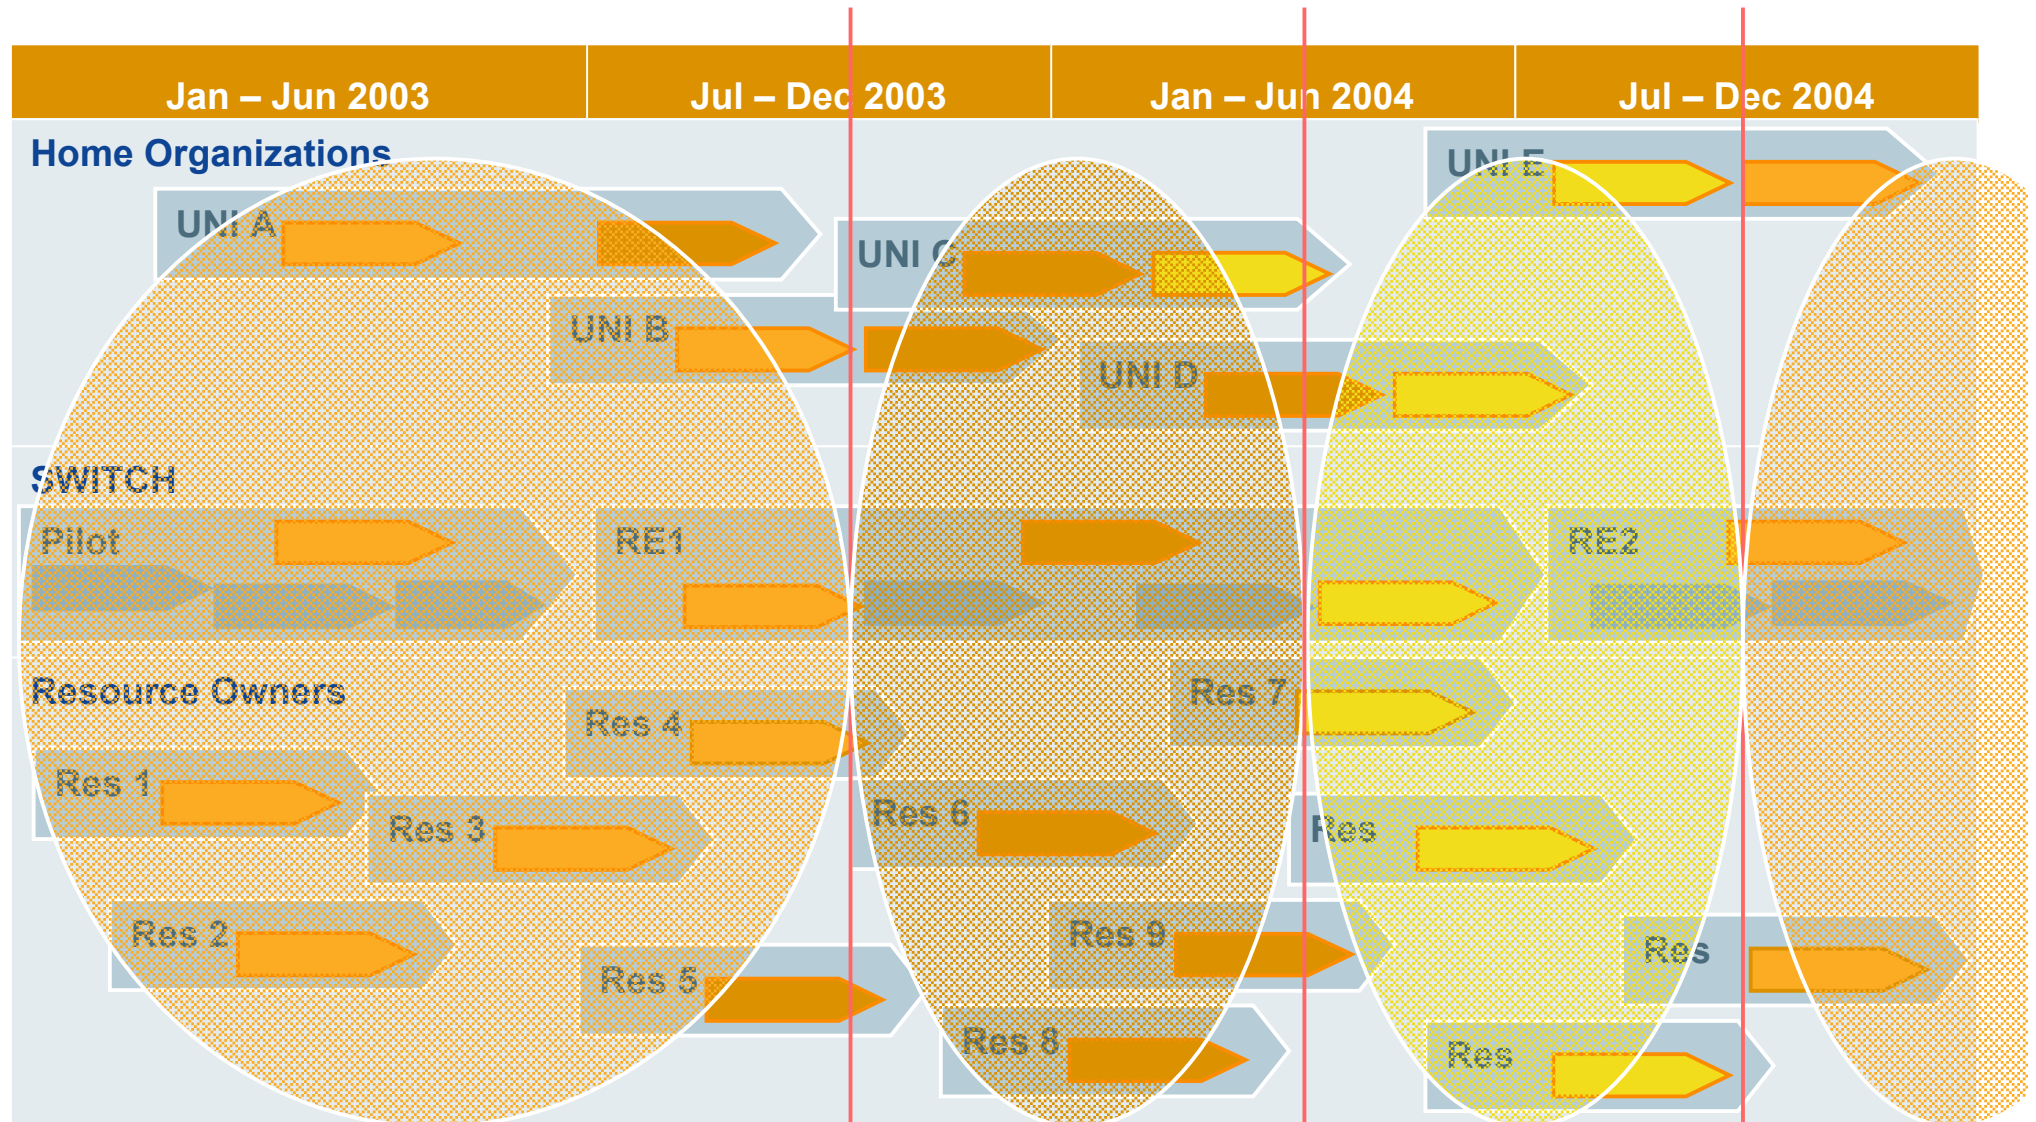 Jan – Jun 2003
Jul – Dec 2003
Jan – Jun 2004
Jul – Dec 2004
Home Organizations
UNI E
UNI A
UNI C
UNI B
UNI D
SWITCH
Pilot
RE1
RE2
Resource Owners
Res 4
Res 7
Res 1
Res 3
Res 6
Res
Res 2
Res 5
Res 9
Res
Res 8
Res